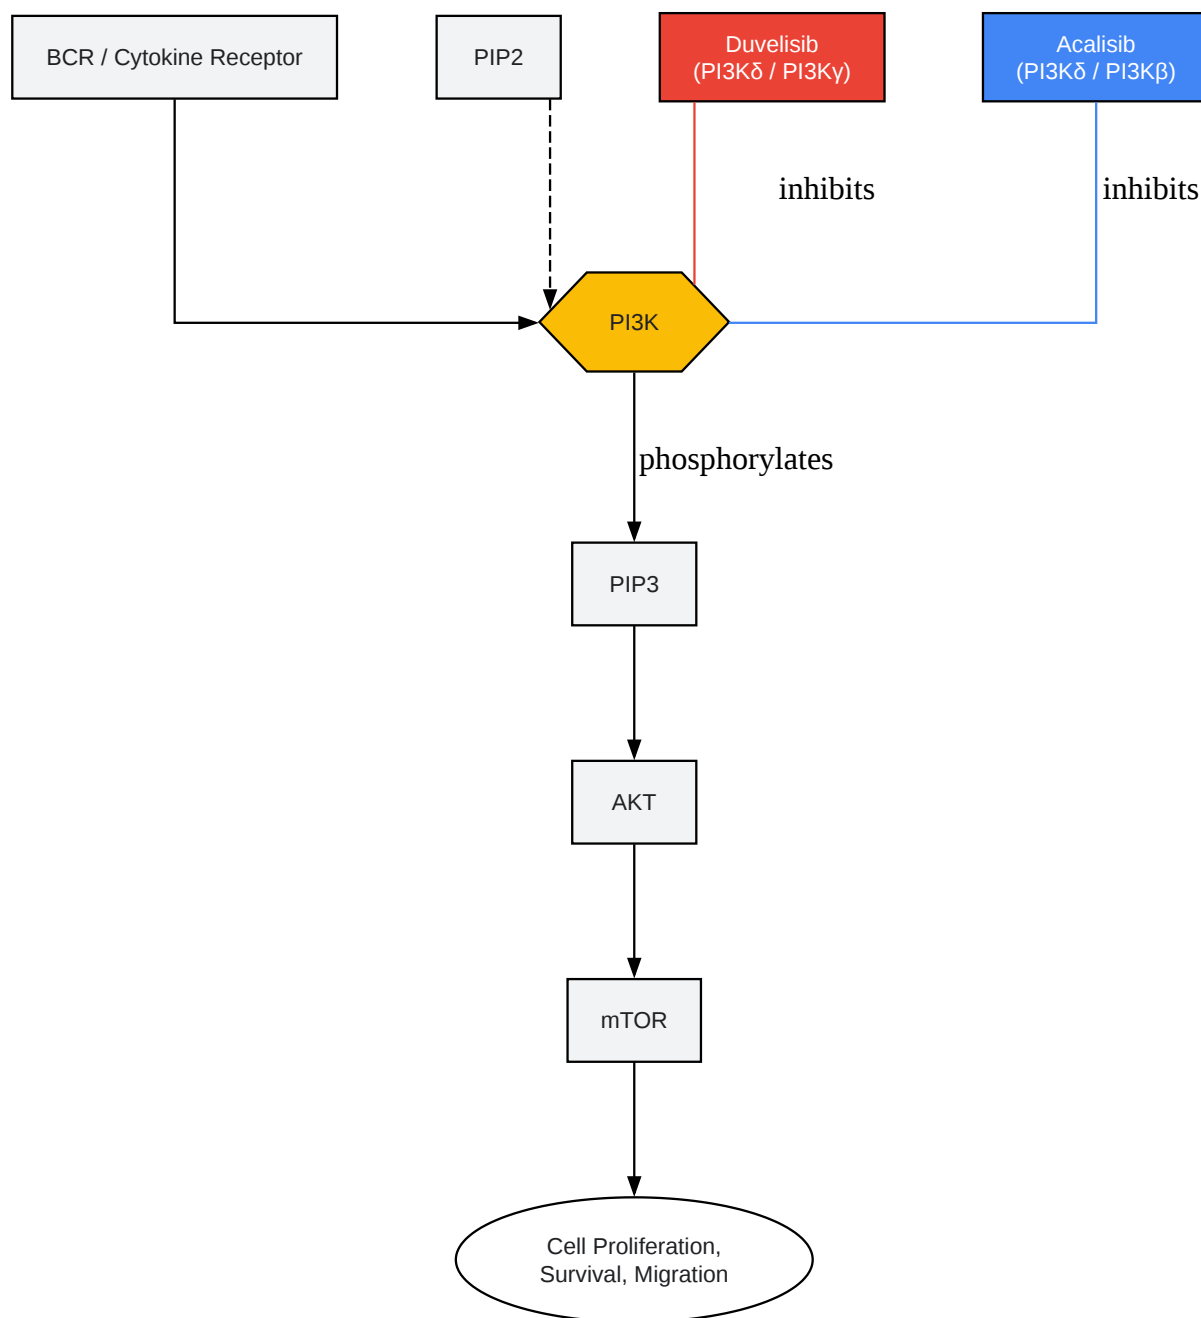 BCR / Cytokine Receptor
PIP2
Duvelisib
(PI3Kδ / PI3Kγ)
Acalisib
(PI3Kδ / PI3Kβ)
inhibits
inhibits
PI3K
phosphorylates
PIP3
AKT
mTOR
Cell Proliferation,
Survival, Migration